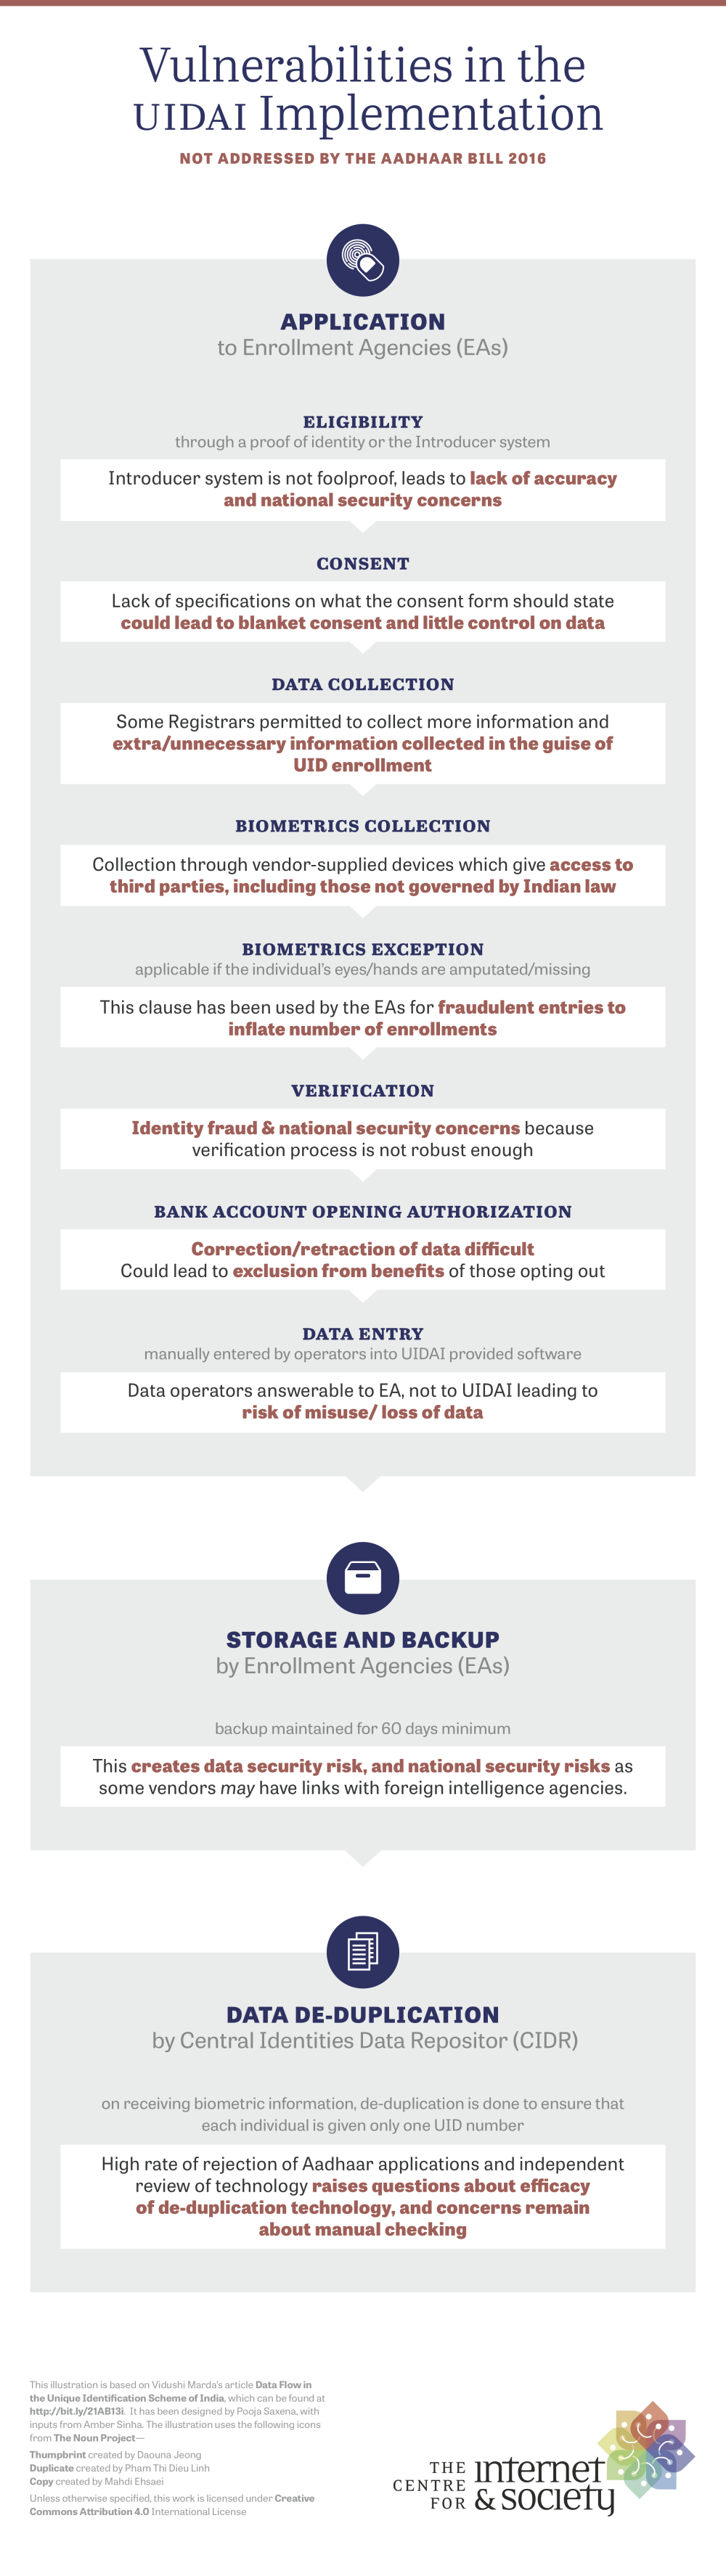 Vulnerabilities in the
UIDAI Implementation
NOT ADDRESSED BY THE AADHAAR BILL 2016
APPLICATION
to Enrollment Agencies (EAs)
ELIGIBILITY
through a proof of identity or the Introducer system
Introducer system is not foolproof, leads to lack of accuracy
and national security concerns
CONSENT
Lack of specifications on what the consent form should state
could lead to blanket consent and little control on data
DATA COLLECTION
Some Registrars permitted to collect more information and
extra/unnecessary information collected in the guise of
UID enrollment
BIOMETRICS COLLECTION
Collection through vendor-supplied devices which give access to
third parties, including those not governed by Indian law
BIOMETRICS EXCEPTION
applicable if the individual's eyes/hands are amputated/missing
This clause has been used by the EAs for fraudulent entries to
inflate number of enrollments
VERIFICATION
Identity fraud & national security concerns because
verification process is not robust enough
BANK ACCOUNT OPENING AUTHORIZATION
Correction/retraction of data difficult
Could lead to exclusion from benefits of those opting out
DATA ENTRY
manually entered by operators into UIDAI provided software
Data operators answerable to EA, not to UIDAI leading to
risk of misuse/ loss of data
STORAGE AND BACKUP
by Enrollment Agencies (EAs)
backup maintained for 60 days minimum
This creates data security risk, and national security risks as
some vendors may have links with foreign intelligence agencies.
DATA DE-DUPLICATION
by Central Identities Data Repositor (CIDR)
on receiving biometric information, de-duplication is done to ensure that
each individual is given only one UID number
High rate of rejection of Aadhaar applications and independent
review of technology raises questions about efficacy
of de-duplication technology, and concerns remain
about manual checking
This illustration is based on Vidushi Marda's article Data Flow in
the Unique Identification Scheme of India, which can be found at
http://bit.ly/21AB13i. It has been designed by Pooja Saxena, with
inputs from Amber Sinha. The illustration uses the following icons
from The Noun Project—
Thumpbrint created by Daouna Jeong
Duplicate created by Pham Thi Dieu Linh
Copy created by Mahdi Ehsaei
Unless otherwise specified, this work is licensed under Creative
Commons Attribution 4.0 International License
THE
CENTRE
FOR
internet
& society